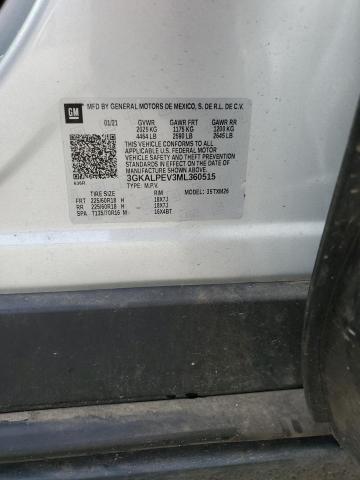 GM
MFD BY GENERAL MOTORS DE MEXICO, S. DE R.L. DE C.V.
01/21 GVWR GAWR FRT GAWR RR
2025 KG 1175 KG 1200 KG
4464 LB 2590 LB 2645 LB
THIS VEHICLE CONFORMS TO ALL APPLICABLE
U.S. FEDERAL MOTOR VEHICLE SAFETY AND
THEFT PREVENTION STANDARDS IN EFFECT ON THE
DATE OF MANUFACTURE SHOWN ABOVE.
3GKALPEV3ML360515
TYPE: M.P.V. MODEL: 3STXM26
TIRE SIZE RIM
FRT 225/60R18 H 18X7J
RR 225/60R18 H 18X7J
SPA T135/70R16 M 16X4BT